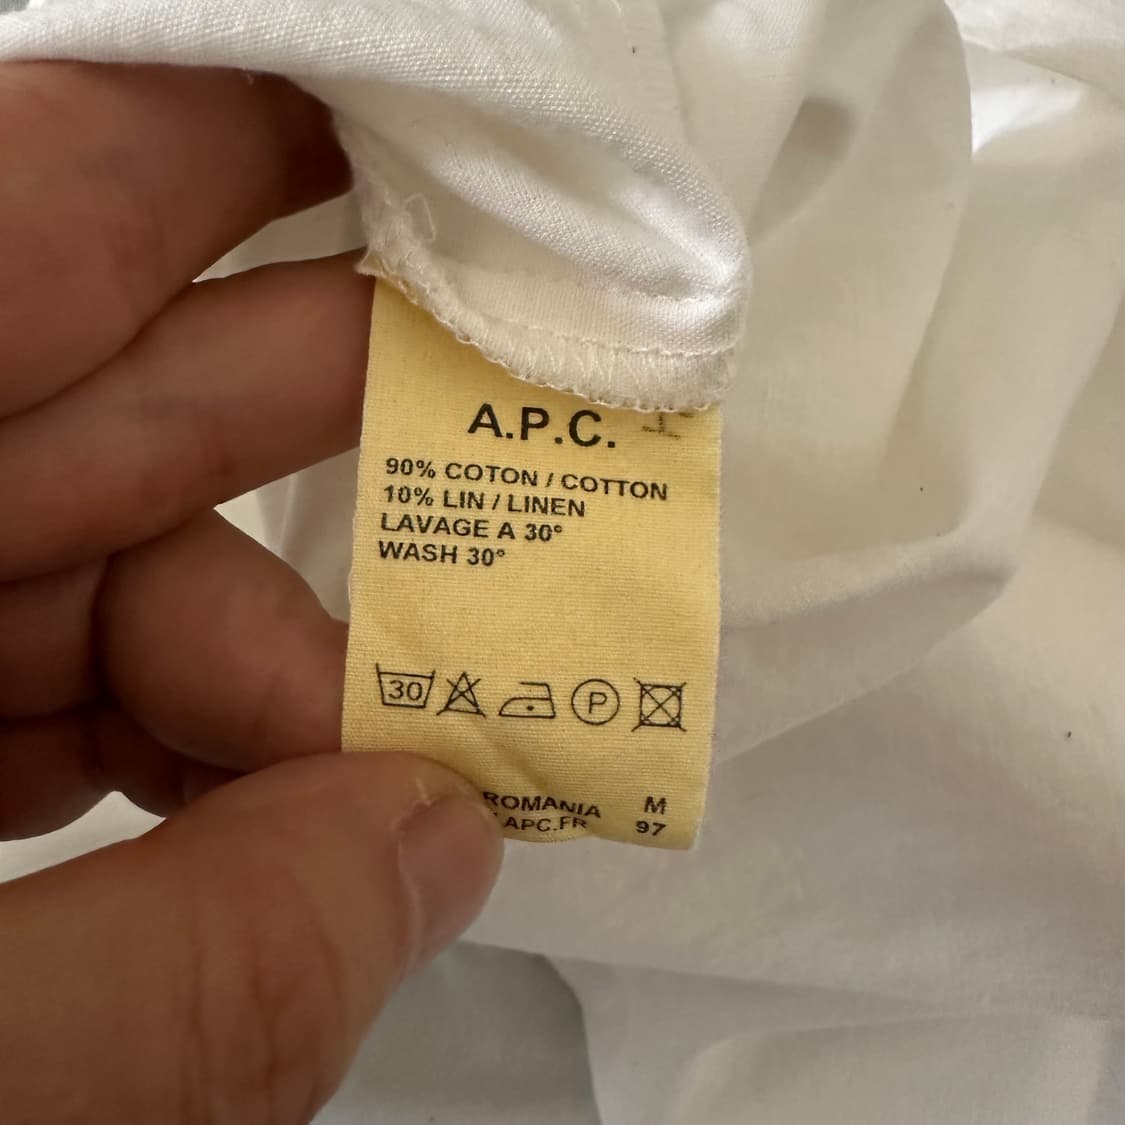 A.P.C.
90% COTON / COTTON
10% LIN / LINEN
LAVAGE A 30°
WASH 30°
30 P
ROMANIA M
APC.FR 97